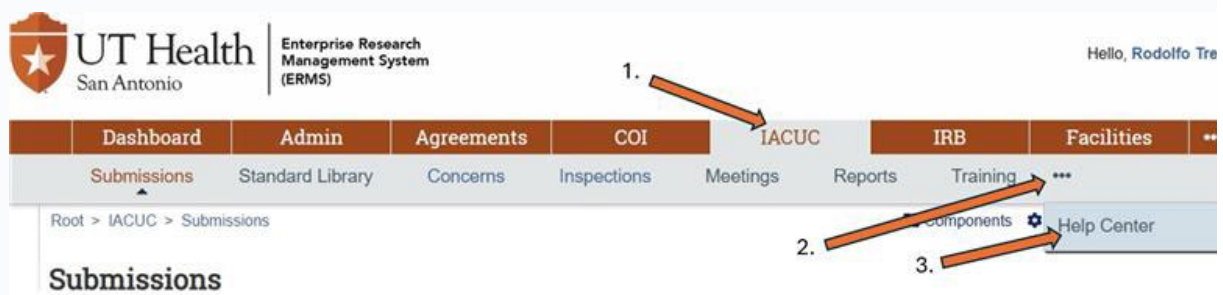 UT Health
San Antonio
Enterprise Research
Management System
(ERMS)
Hello, Rodolfo Tre
1.
Dashboard Admin Agreements COI IACUC IRB Facilities ••
Submissions Standard Library Concerns Inspections Meetings Reports Training •••
Root > IACUC > Submissions
Components
Help Center
2.
3.
Submissions